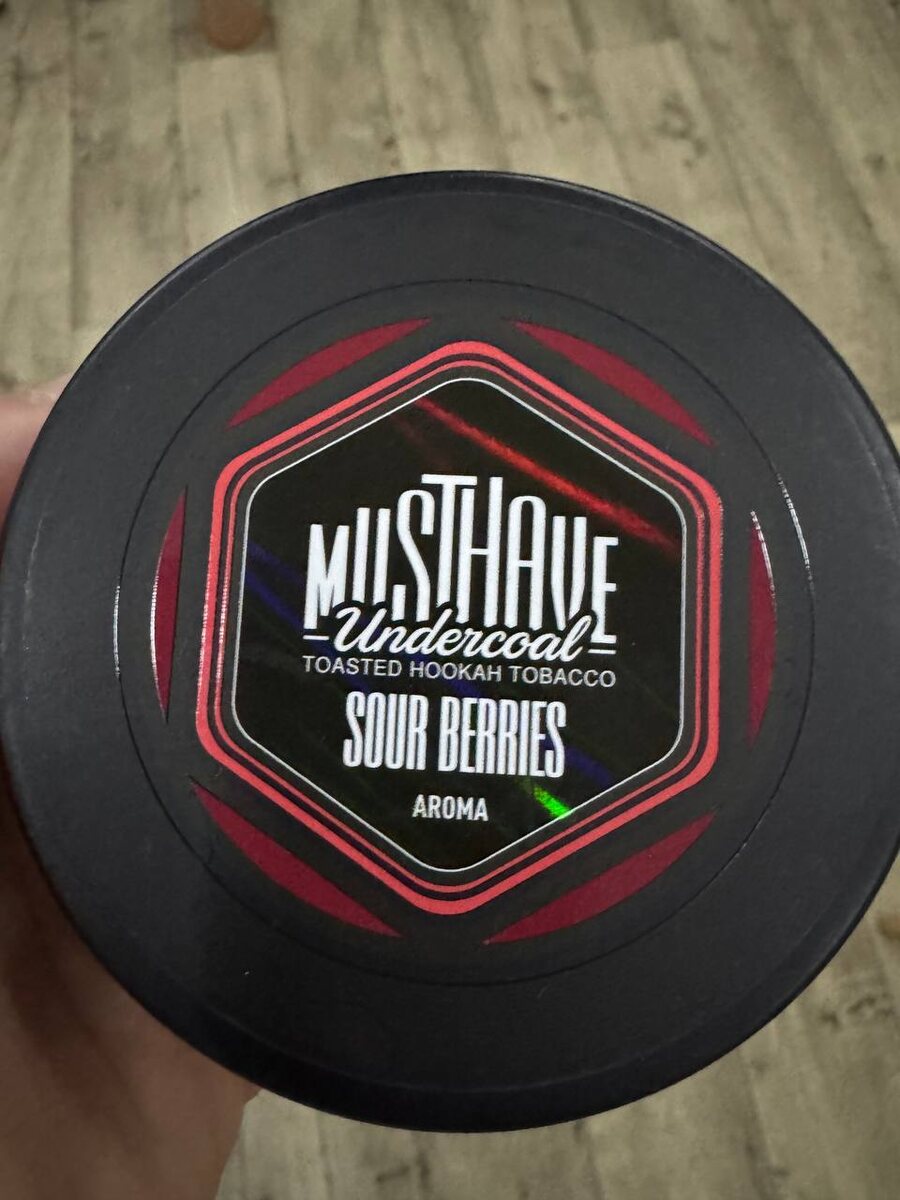 MUSTHAVE
Undercoal
TOASTED HOOKAH TOBACCO
SOUR BERRIES
AROMA